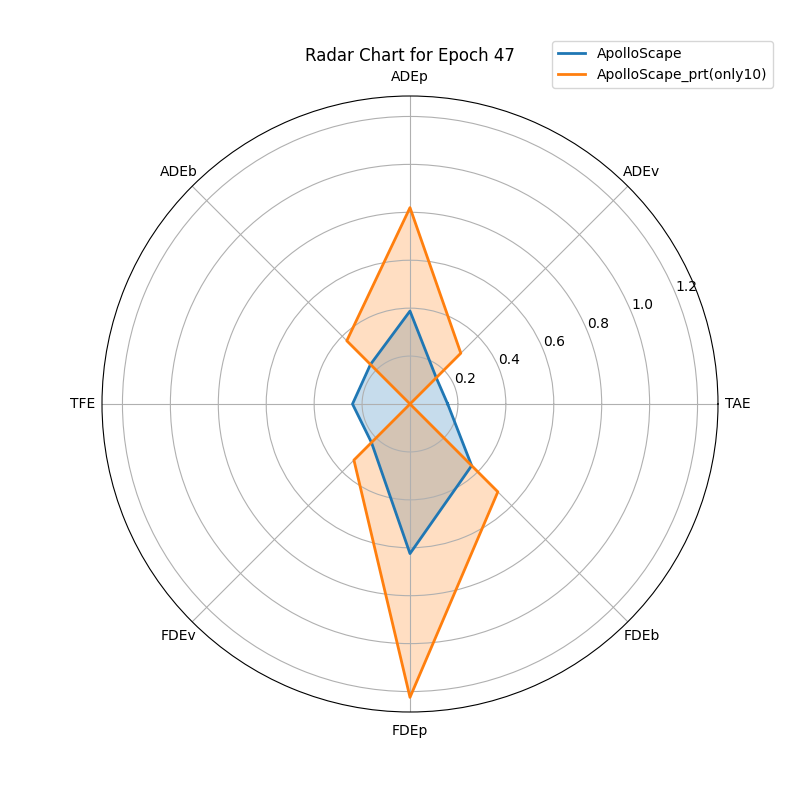 Radar Chart for Epoch 47
ApolloScape
ApolloScape_prt(only10)
ADEp
ADEb
ADEv
1.2
1.0
0.8
0.6
0.4
0.2
TFE
TAE
FDEv
FDEb
FDEp